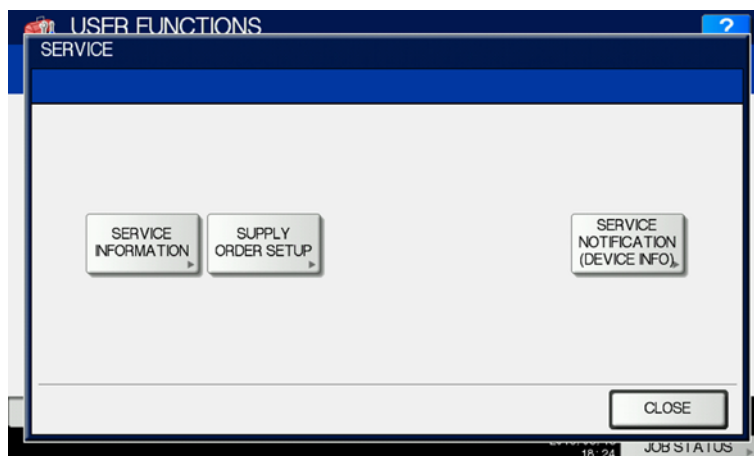 USER FUNCTIONS
?
SERVICE
SERVICE
INFORMATION
SUPPLY
ORDER SETUP
SERVICE
NOTIFICATION
(DEVICE INFO)
CLOSE
18:24
JOB STATUS